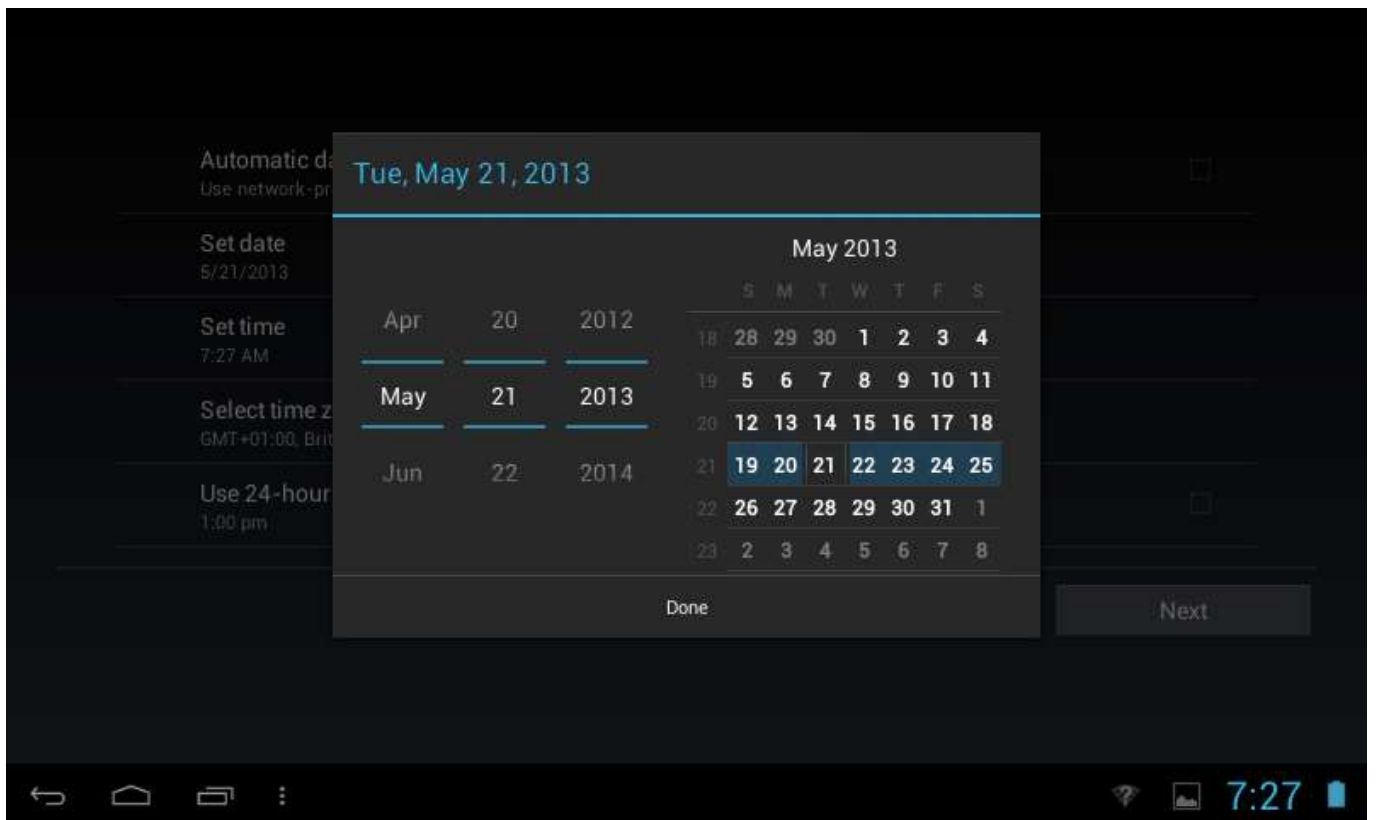 Automatic da
Use network-pr
Set date
5/21/2013
Set time
7:27 AM
Select time z
GMT+01:00, Brit
Use 24-hour
1:00 pm
Tue, May 21, 2013
Apr 20 2012
May 21 2013
Jun 22 2014
May 2013
S M T W T F S
18 28 29 30 1 2 3 4
19 5 6 7 8 9 10 11
20 12 13 14 15 16 17 18
21 19 20 21 22 23 24 25
22 26 27 28 29 30 31 1
23 2 3 4 5 6 7 8
Done
Next
7:27